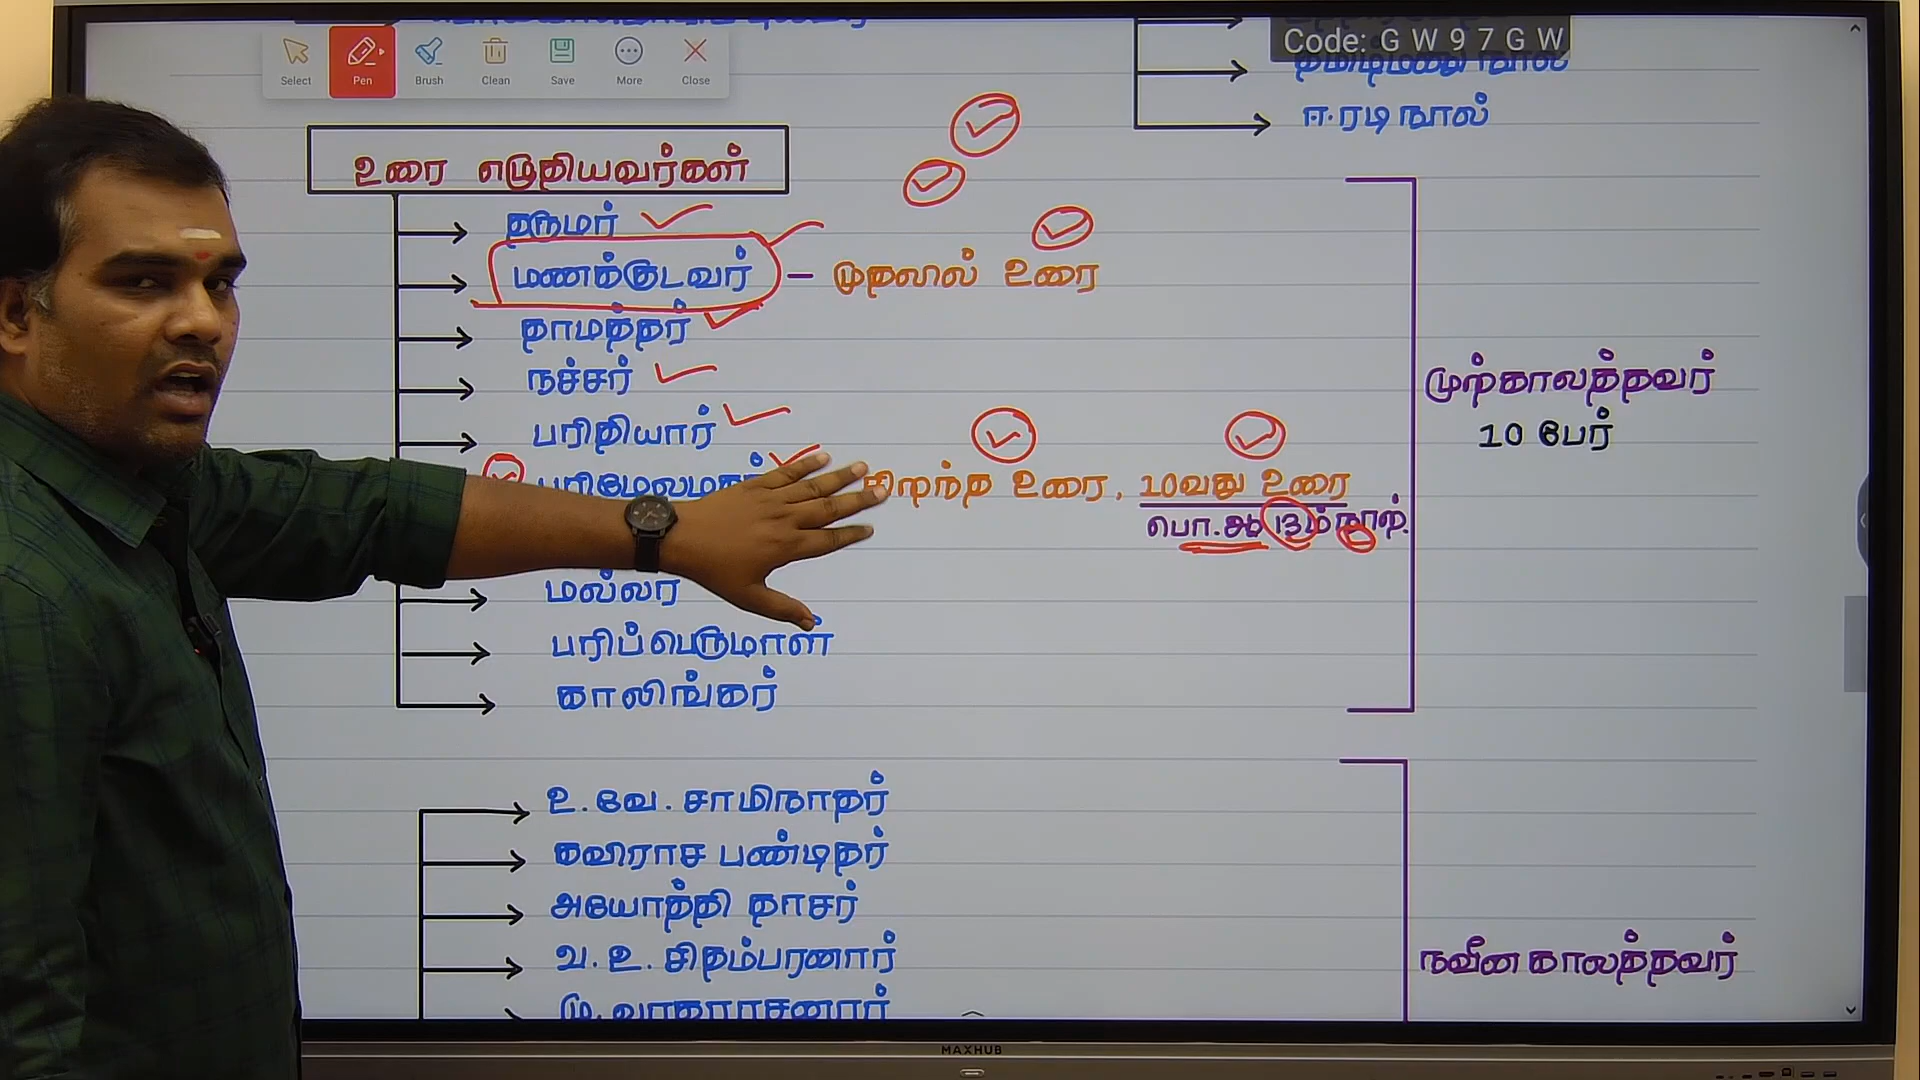 Code: G W 9 7 G W
Select Pen Brush Clean Save More Close
ஈரடி நூல்
உரை எழுதியவர்கள்
தருமர்
மணக்குடவர் – முதலில் உரை
தாமத்தர்
நச்சர்
பரிதியார்
பரிமேலழகர் சிறந்த உரை, 10வது உரை
பொ.ஆ 13ம் நூல்.
மல்லர்
பரிப்பெருமாள்
காலிங்கர்
முற்காலத்தவர்
10 பேர்
உ.வே. சாமிநாதர்
கவிராச பண்டிதர்
அயோத்தி தாசர்
வ.உ. சிதம்பரனார்
நவீன காலத்தவர்
MAXHUB